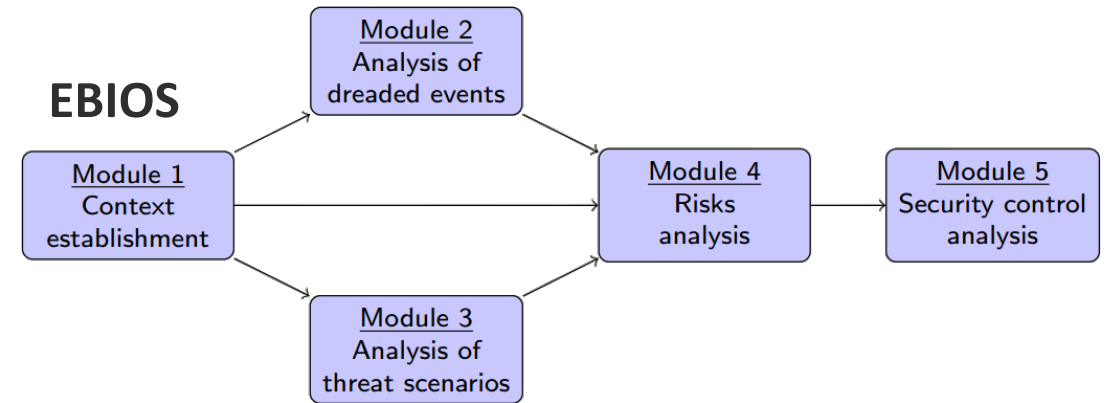 EBIOS
Module 1
Context
establishment
Module 2
Analysis of
dreaded events
Module 3
Analysis of
threat scenarios
Module 4
Risks
analysis
Module 5
Security control
analysis